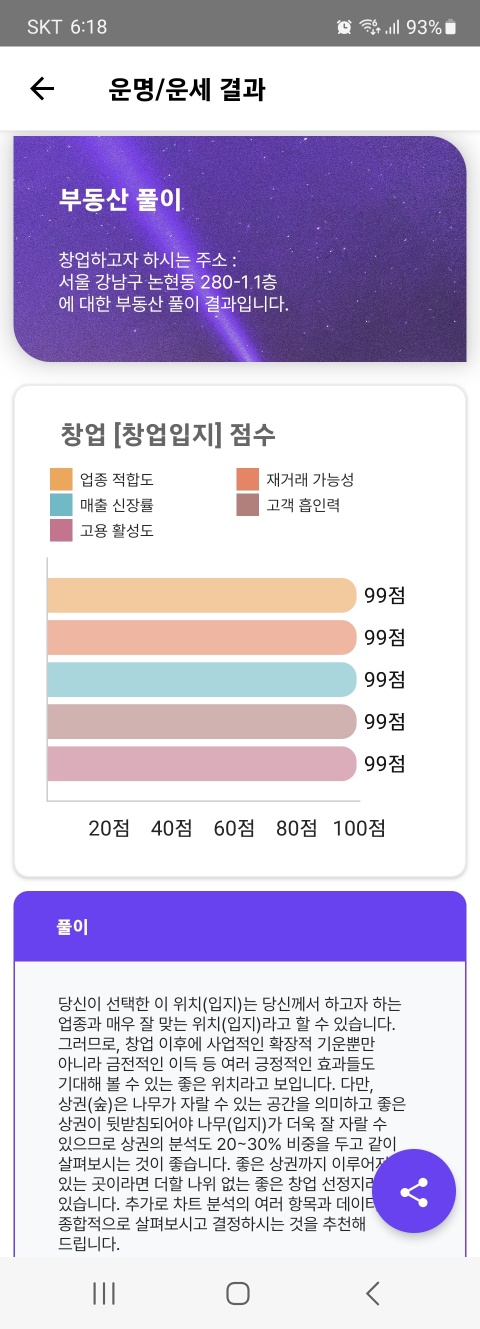 SKT 6:18
93%
운명/운세 결과
부동산 풀이
창업하고자 하시는 주소 :
서울 강남구 논현동 280-1 1층
에 대한 부동산 풀이 결과입니다.
창업 [창업입지] 점수
업종 적합도
재거래 가능성
매출 신장률
고객 흡인력
고용 활성도
99점
99점
99점
99점
99점
20점 40점 60점 80점 100점
풀이
당신이 선택한 이 위치(입지)는 당신께서 하고자 하는
업종과 매우 잘 맞는 위치(입지)라고 할 수 있습니다.
그러므로, 창업 이후에 사업적인 확장적 기운뿐만
아니라 금전적인 이득 등 여러 긍정적인 효과들도
기대해 볼 수 있는 좋은 위치라고 보입니다. 다만,
상권(숲)은 나무가 자랄 수 있는 공간을 의미하고 좋은
상권이 뒷받침되어야 나무(입지)가 더욱 잘 자랄 수
있으므로 상권의 분석도 20~30% 비중을 두고 같이
살펴보시는 것이 좋습니다. 좋은 상권까지
있는 곳이라면 더할 나위 없는 좋은 창업
있습니다. 추가로 차트 분석의 여러 항목과
종합적으로 살펴보시고 결정하시는 것을 추천해
드립니다.